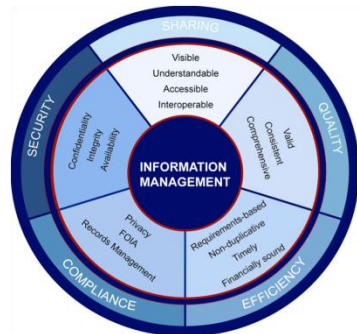 SHARING
Visible
Understandable
Accessible
Interoperable
QUALITY
Valid
Consistent
Comprehensive
EFFICIENCY
Requirements-based
Non-duplicative
Timely
Financially sound
COMPLIANCE
Privacy
FOIA
Records Management
SECURITY
Confidentiality
Integrity
Availability
INFORMATION
MANAGEMENT